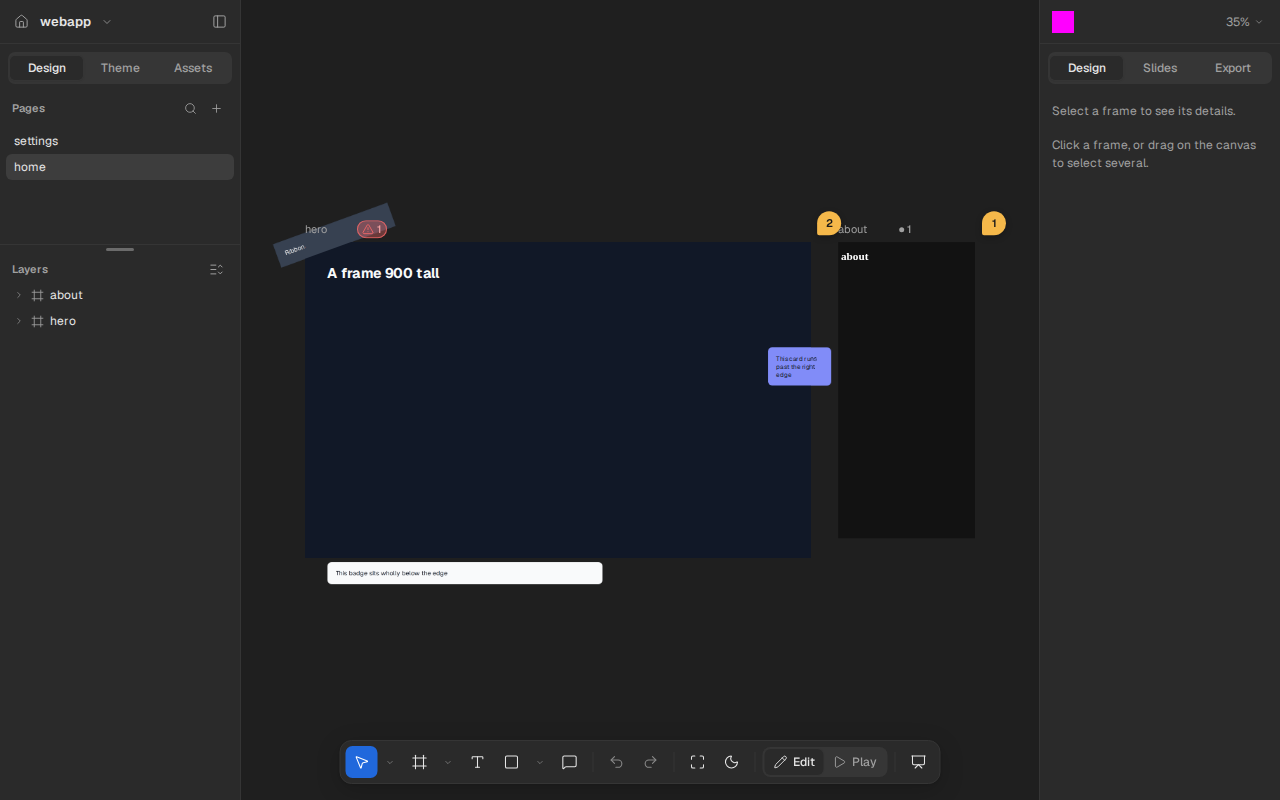 webapp
Design
Theme
Assets
Pages
settings
home
Layers
about
hero
hero
1
2
about
1
1
Ribbon
A frame 900 tall
about
This card runs
past the right
edge
This badge sits wholly below the edge
Edit
Play
35%
Design
Slides
Export
Select a frame to see its details.
Click a frame, or drag on the canvas
to select several.